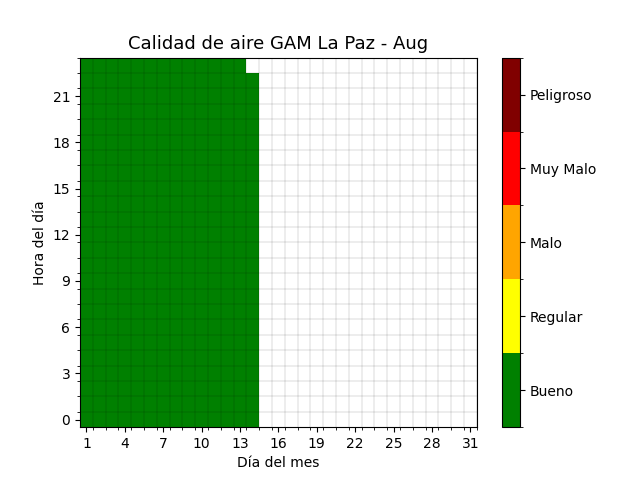 Calidad de aire GAM La Paz - Aug
Hora del día
21
18
15
12
9
6
3
0
1 4 7 10 13 16 19 22 25 28 31
Día del mes
Peligroso
Muy Malo
Malo
Regular
Bueno